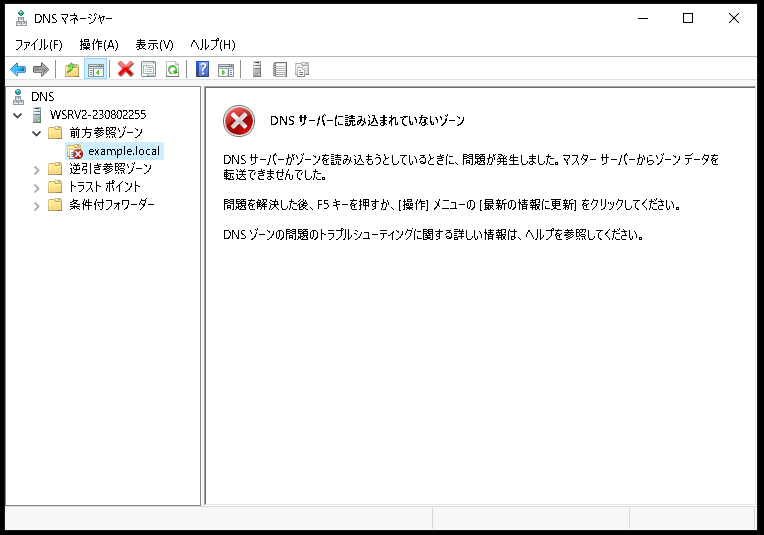 DNS マネージャー
ファイル(F) 操作(A) 表示(V) ヘルプ(H)
DNS
WSRV2-230802255
前方参照ゾーン
example.local
逆引き参照ゾーン
トラスト ポイント
条件付フォワーダー
DNS サーバーに読み込まれていないゾーン
DNS サーバーがゾーンを読み込もうとしているときに、問題が発生しました。マスター サーバーからゾーン データを
転送できませんでした。
問題を解決した後、F5 キーを押すか、[操作] メニューの [最新の情報に更新] をクリックしてください。
DNS ゾーンの問題のトラブルシューティングに関する詳しい情報は、ヘルプを参照してください。